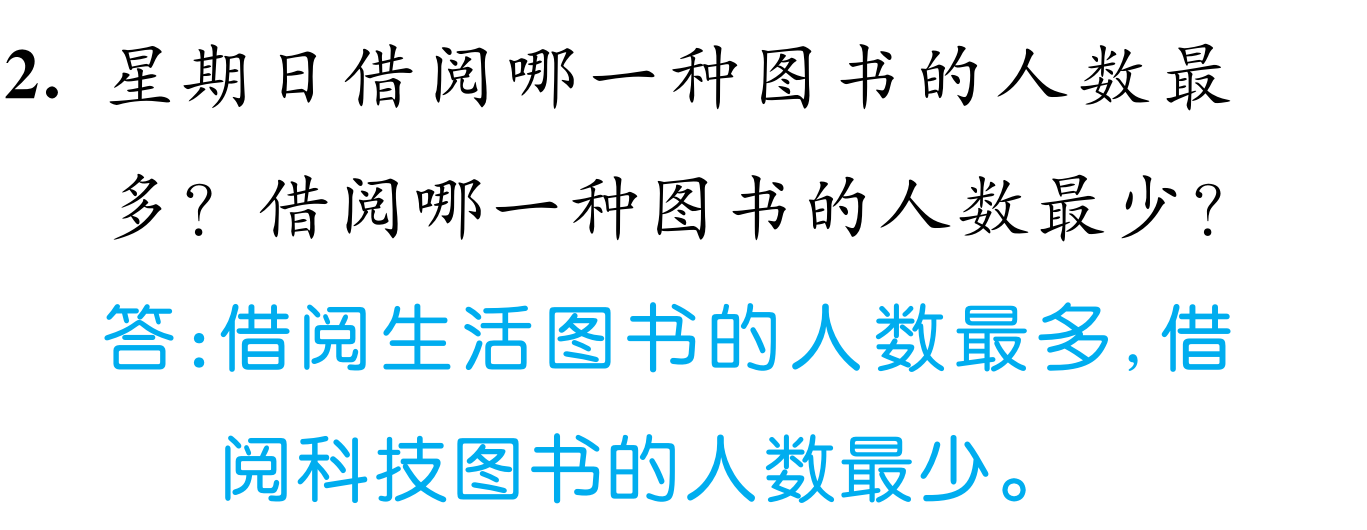 2. 星期日借阅哪一种图书的人数最
多？借阅哪一种图书的人数最少？
答：借阅生活图书的人数最多，借
阅科技图书的人数最少。